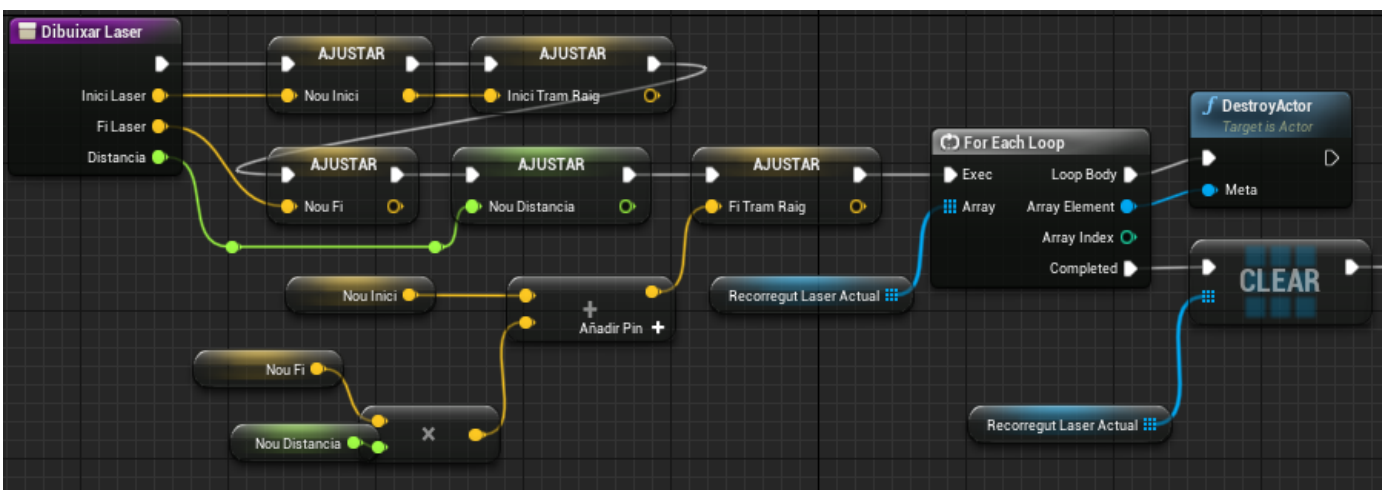 Dibuixar Laser
Inici Laser
Fi Laser
Distancia
AJUSTAR
Nou Inici
AJUSTAR
Inici Tram Raig
AJUSTAR
Nou Fi
AJUSTAR
Nou Distancia
AJUSTAR
Fi Tram Raig
Nou Inici
+
Añadir Pin +
Nou Fi
Nou Distancia
×
Recorregut Laser Actual
For Each Loop
Exec
Loop Body
Array
Array Element
Array Index
Completed
f DestroyActor
Target is Actor
Meta
CLEAR
Recorregut Laser Actual